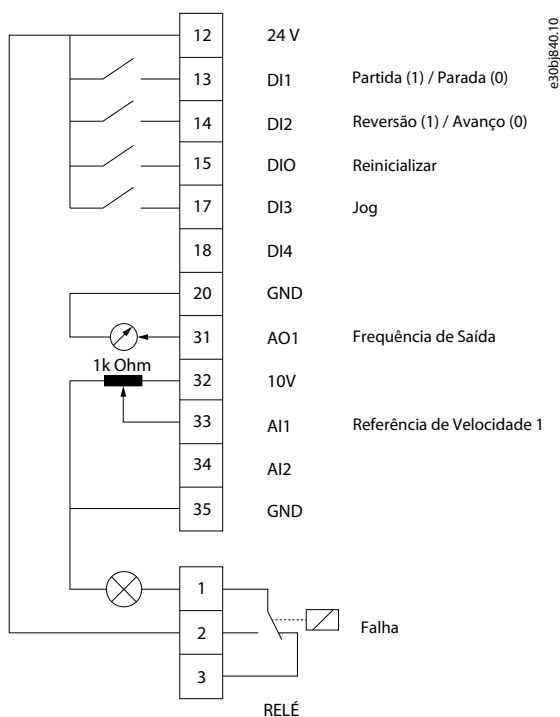 e30bj840.10
12 24 V
13 DI1 Partida (1) / Parada (0)
14 DI2 Reversão (1) / Avanço (0)
15 DIO Reinicializar
17 DI3 Jog
18 DI4
20 GND
31 AO1 Frequência de Saída
1k Ohm
32 10V
33 AI1 Referência de Velocidade 1
34 AI2
35 GND
1
2
Falha
3
RELÉ